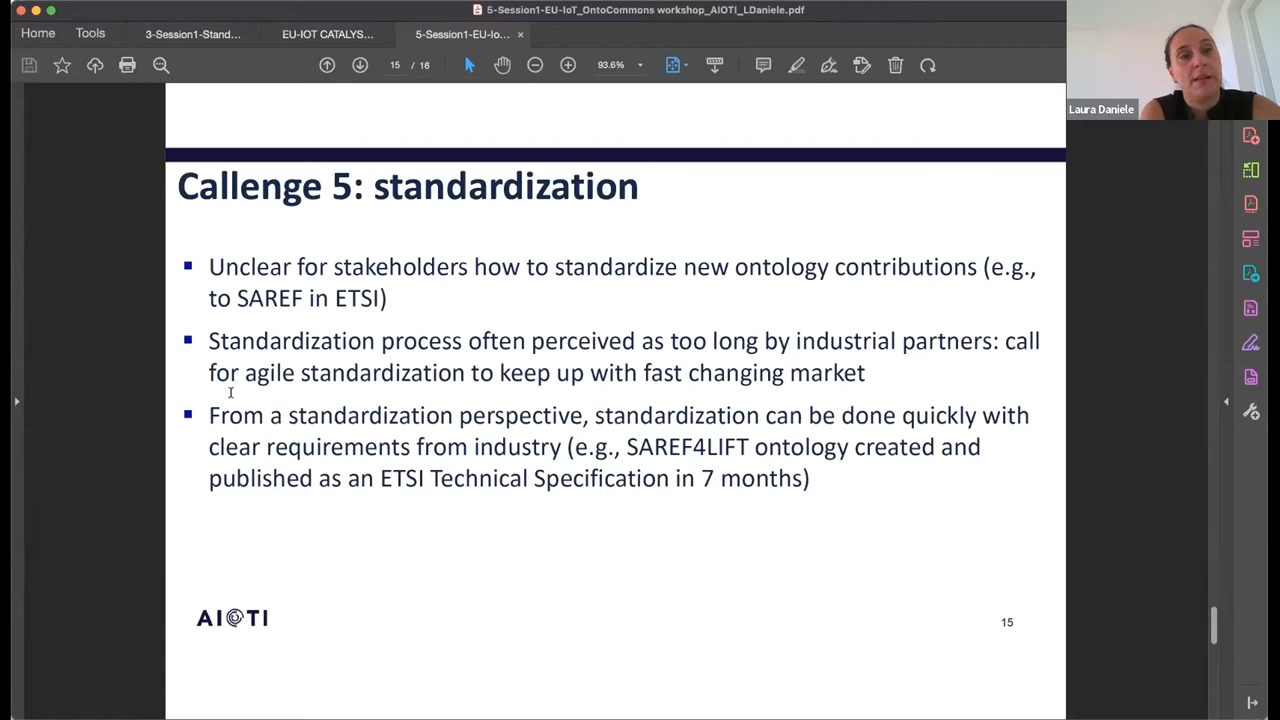 5-Session1-EU-IoT_OntoCommons workshop_AIOTI_LDaniele.pdf
Home
Tools
3-Session1-Stand...
EU-IOT CATALYS...
5-Session1-EU-Io...
15 / 16
93.6%
Laura Daniele
Callenge 5: standardization
Unclear for stakeholders how to standardize new ontology contributions (e.g.,
to SAREF in ETSI)
Standardization process often perceived as too long by industrial partners: call
for agile standardization to keep up with fast changing market
From a standardization perspective, standardization can be done quickly with
clear requirements from industry (e.g., SAREF4LIFT ontology created and
published as an ETSI Technical Specification in 7 months)
AIOTI
15